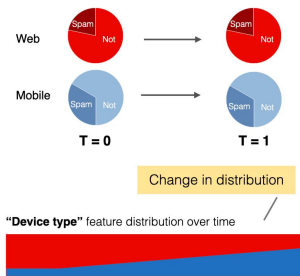 Web
Spam
Not
Spam
Not
Mobile
Spam
Not
Spam
Not
T = 0
T = 1
Change in distribution
“Device type” feature distribution over time